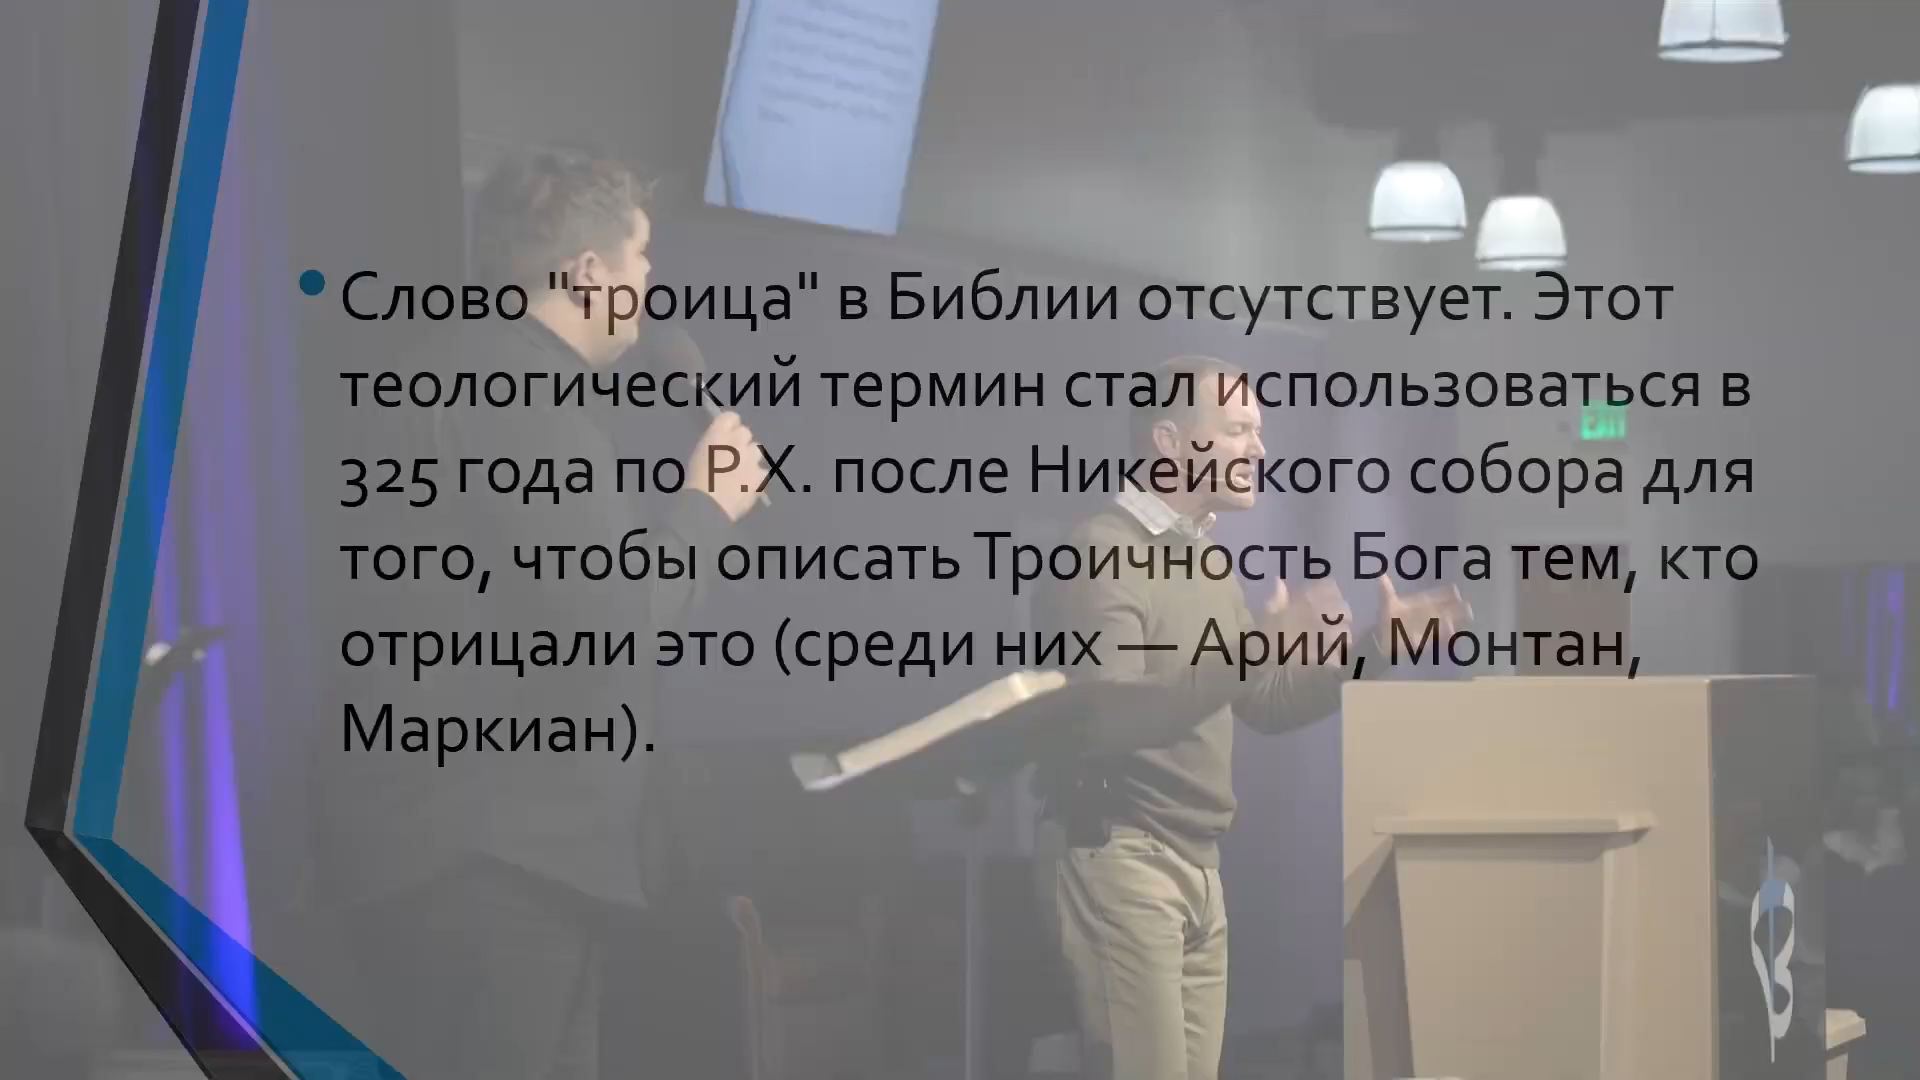 Слово "троица" в Библии отсутствует. Этот
теологический термин стал использоваться в
325 года по Р.Х. после Никейского собора для
того, чтобы описать Троичность Бога тем, кто
отрицали это (среди них — Арий, Монтан,
Маркиан).
EXIT